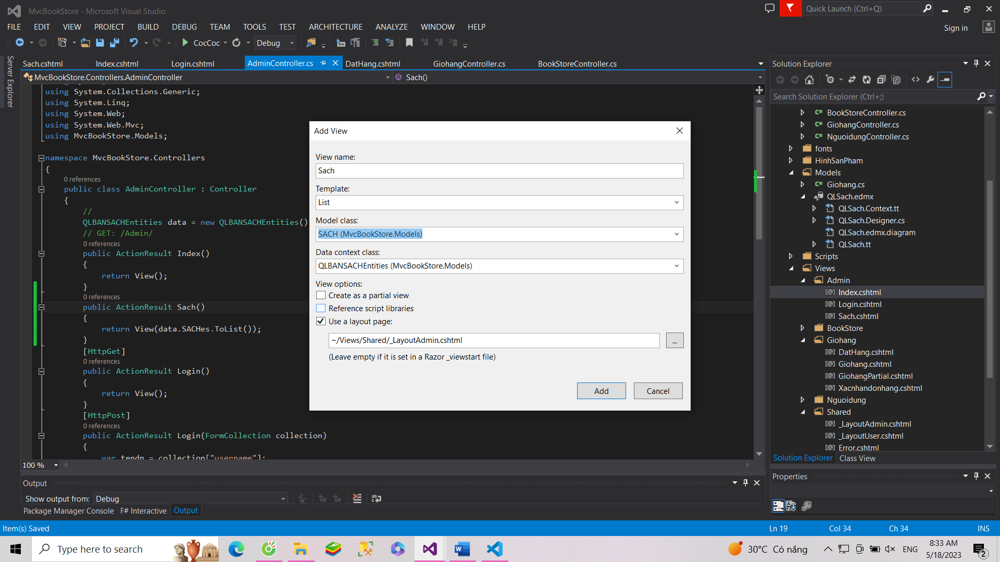 MvcBookStore - Microsoft Visual Studio
Quick Launch (Ctrl+Q)
FILE EDIT VIEW PROJECT BUILD DEBUG TEAM TOOLS TEST ARCHITECTURE ANALYZE WINDOW HELP
Sign in
CocCoc Debug
Server Explorer
Sach.cshtml Index.cshtml Login.cshtml AdminController.cs DatHang.cshtml GiohangController.cs BookStoreController.cs
MvcBookStore.Controllers.AdminController Sach()
using System.Collections.Generic;
using System.Linq;
using System.Web;
using System.Web.Mvc;
using MvcBookStore.Models;
namespace MvcBookStore.Controllers
{
0 references
public class AdminController : Controller
{
//
QLBANSACHEntities data = new QLBANSACHEntities()
// GET: /Admin/
0 references
public ActionResult Index()
{
return View();
}
0 references
public ActionResult Sach()
{
return View(data.SACHes.ToList());
}
[HttpGet]
0 references
public ActionResult Login()
{
return View();
}
[HttpPost]
0 references
public ActionResult Login(FormCollection collection)
{
var tendn = collection["username"];
100 %
Add View
View name:
Sach
Template:
List
Model class:
SACH (MvcBookStore.Models)
Data context class:
QLBANSACHEntities (MvcBookStore.Models)
View options:
Create as a partial view
Reference script libraries
Use a layout page:
~/Views/Shared/_LayoutAdmin.cshtml
...
(Leave empty if it is set in a Razor _viewstart file)
Add Cancel
Solution Explorer
Search Solution Explorer (Ctrl+;)
BookStoreController.cs
GiohangController.cs
NguoidungController.cs
fonts
HinhSanPham
Models
Giohang.cs
QLSach.edmx
QLSach.Context.tt
QLSach.Designer.cs
QLSach.edmx.diagram
QLSach.tt
Scripts
Views
Admin
Index.cshtml
Login.cshtml
Sach.cshtml
BookStore
Giohang
DatHang.cshtml
Giohang.cshtml
GiohangPartial.cshtml
Xacnhandonhang.cshtml
Nguoidung
Shared
_LayoutAdmin.cshtml
_LayoutUser.cshtml
Error.cshtml
Solution Explorer Class View
Properties
Output
Show output from: Debug
Package Manager Console F# Interactive Output
Item(s) Saved
Ln 19 Col 34 Ch 34 INS
Type here to search
30°C Có nắng
ENG
8:33 AM
5/18/2023
2